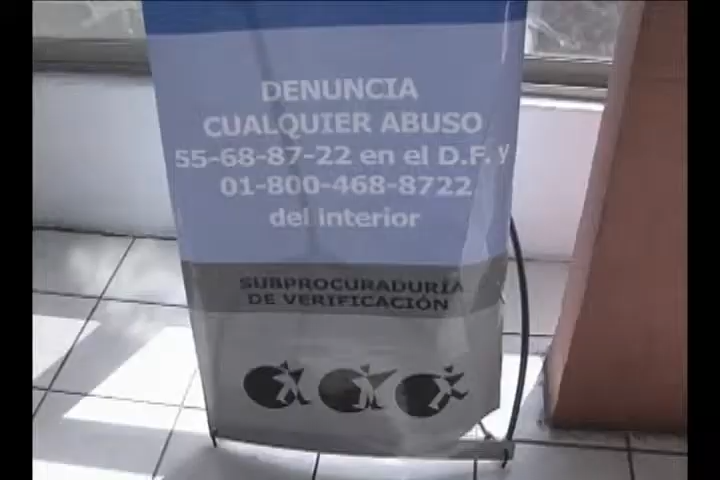 DENUNCIA
CUALQUIER ABUSO
55-68-87-22 en el D.F. y
01-800-468-8722
del interior
SUBPROCURADURÍA
DE VERIFICACIÓN